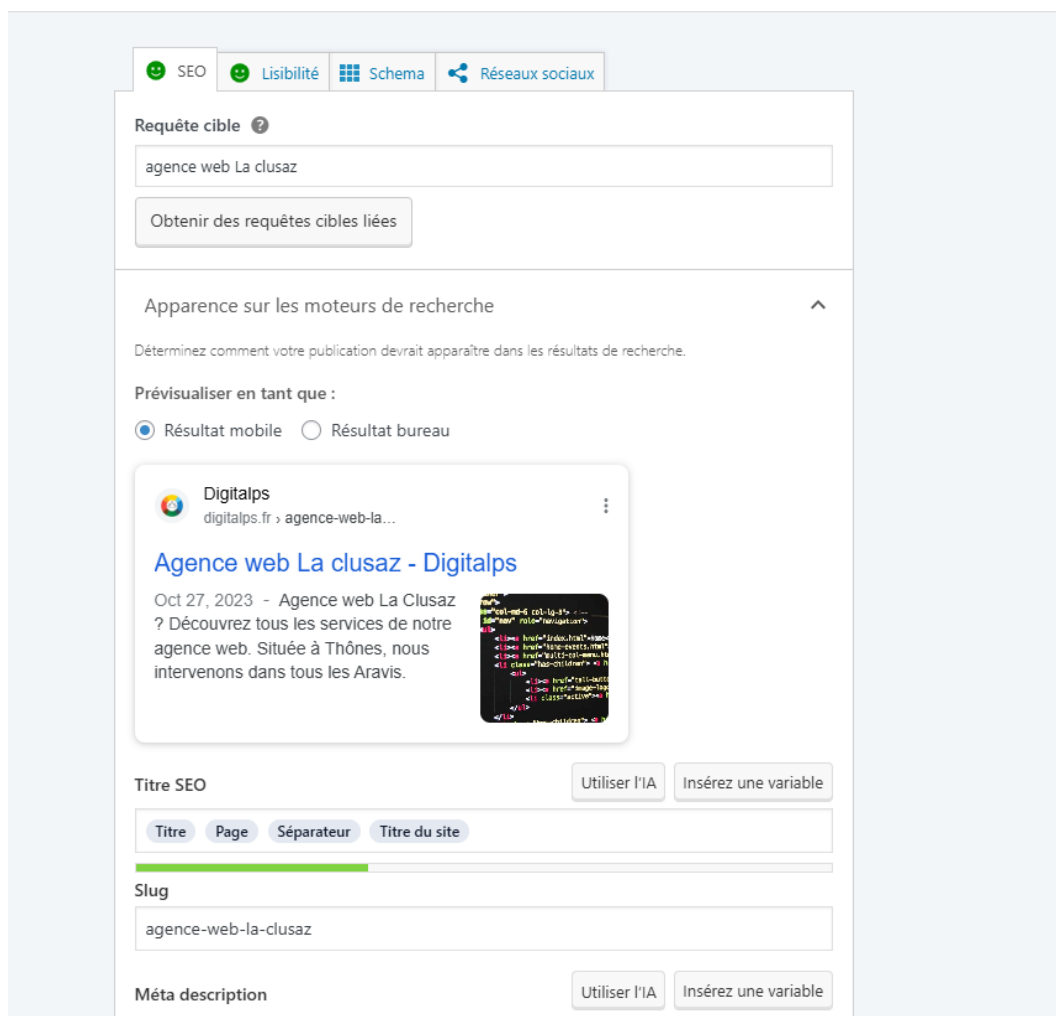 SEO
Lisibilité
Schema
Réseaux sociaux
Requête cible
agence web La clusaz
Obtenir des requêtes cibles liées
Apparence sur les moteurs de recherche
Déterminez comment votre publication devrait apparaître dans les résultats de recherche.
Prévisualiser en tant que :
Résultat mobile
Résultat bureau
Digitalps
digitalps.fr › agence-web-la...
Agence web La clusaz - Digitalps
Oct 27, 2023 - Agence web La Clusaz
? Découvrez tous les services de notre
agence web. Située à Thônes, nous
intervenons dans tous les Aravis.
Titre SEO
Utiliser l'IA
Insérez une variable
Titre
Page
Séparateur
Titre du site
Slug
agence-web-la-clusaz
Méta description
Utiliser l'IA
Insérez une variable